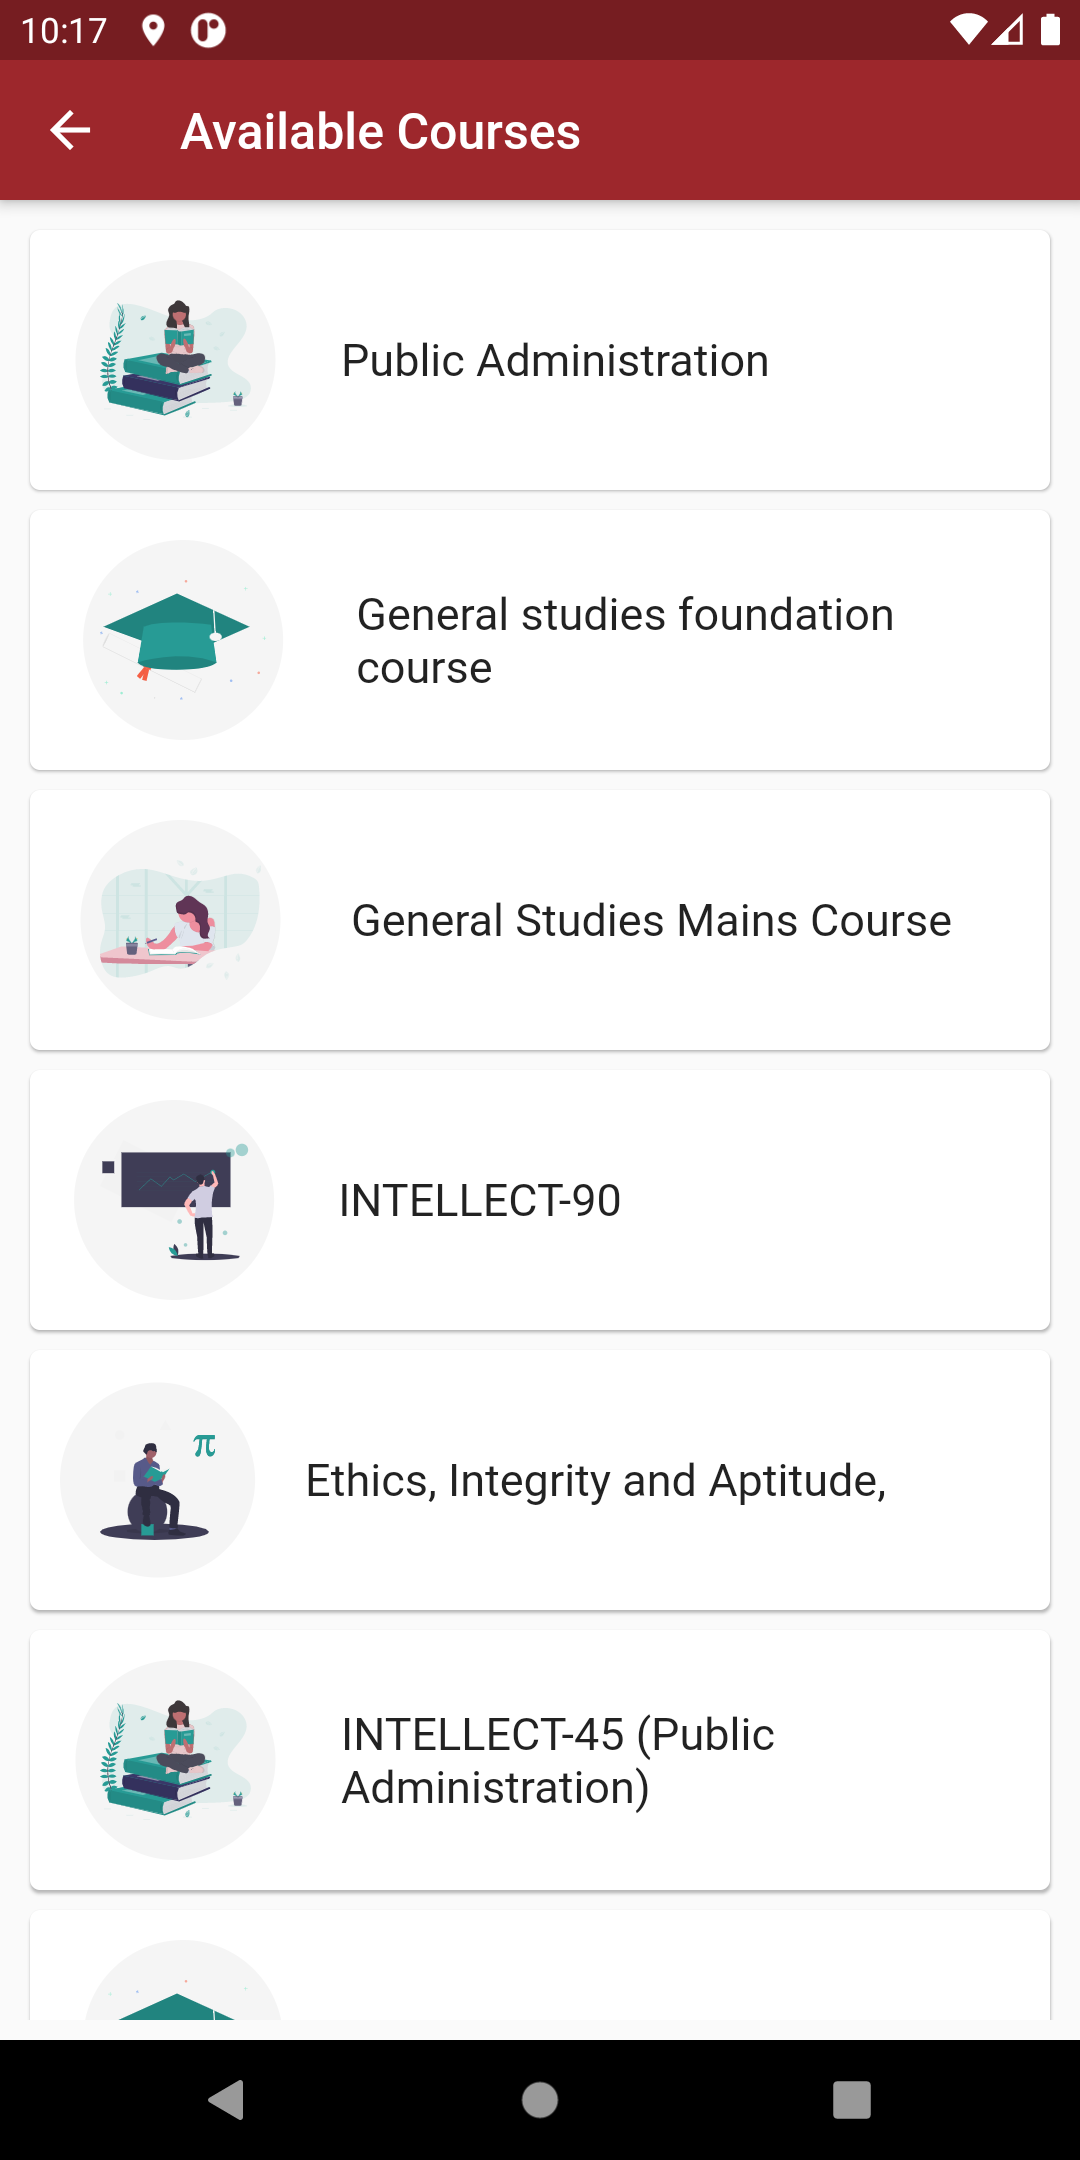 10:17
Available Courses
Public Administration
General studies foundation
course
General Studies Mains Course
INTELLECT-90
π
Ethics, Integrity and Aptitude,
INTELLECT-45 (Public
Administration)